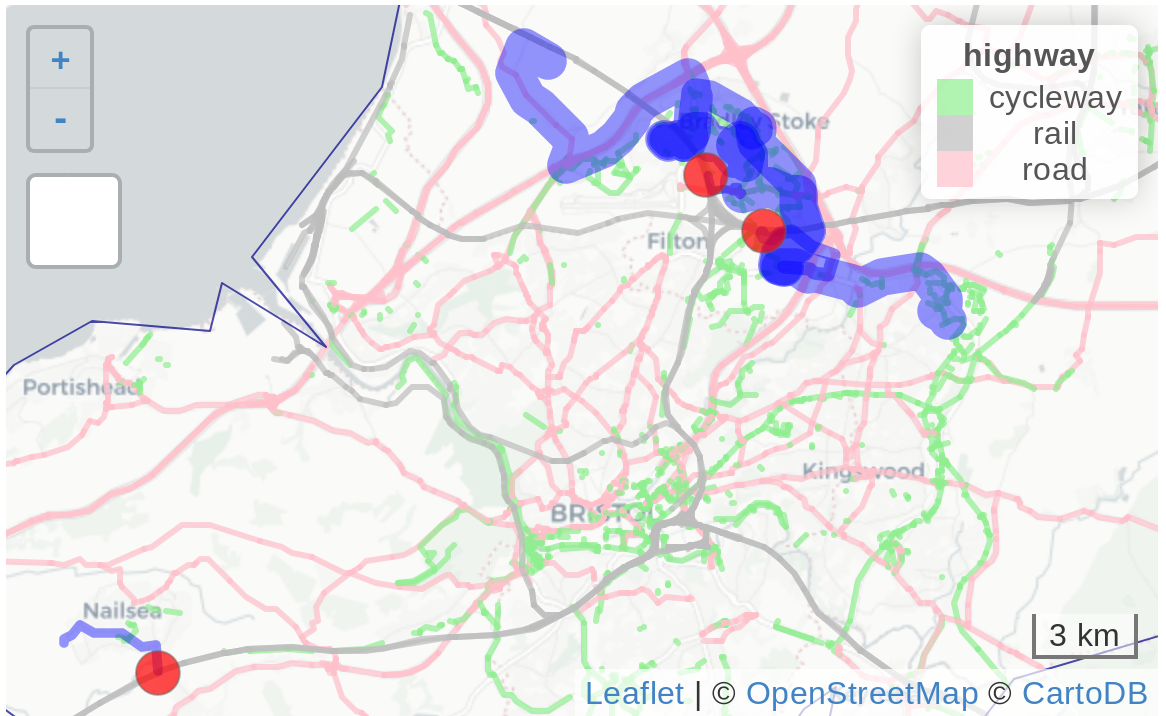 +
-
highway
cycleway
rail
road
Bradley Stoke
Filton
Portishead
Kingswood
BRISTOL
Nailsea
3 km
Leaflet | © OpenStreetMap © CartoDB